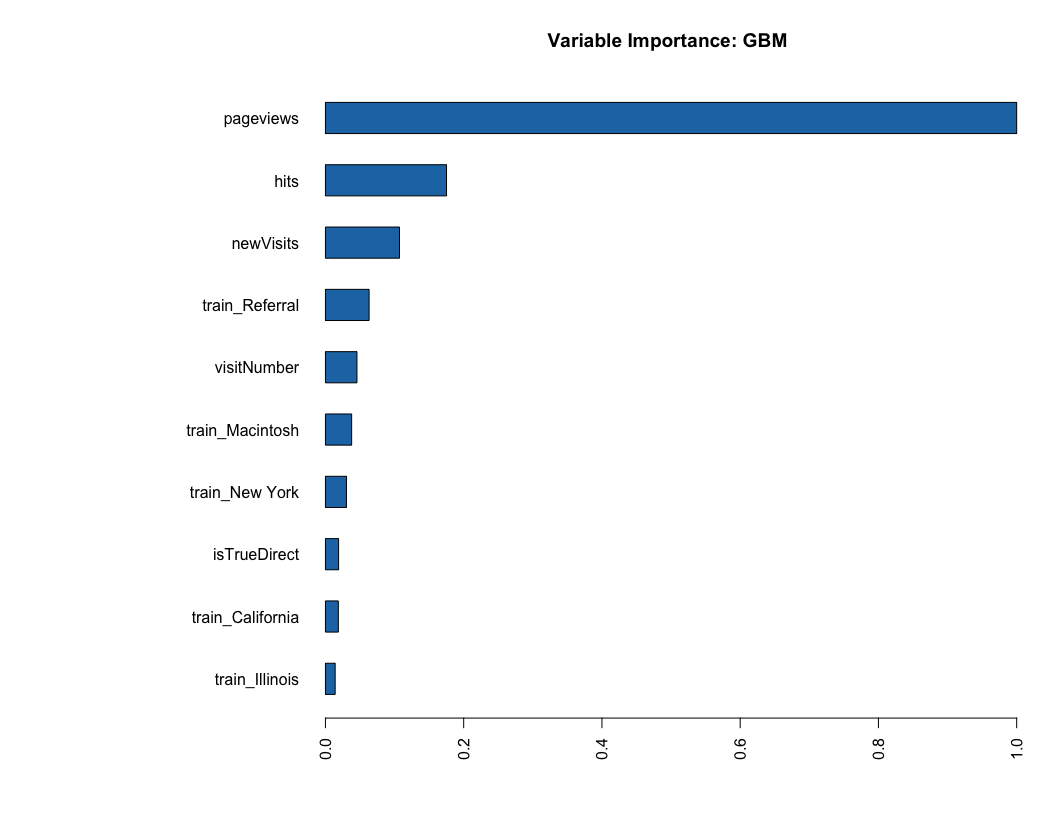 Variable Importance: GBM
pageviews
hits
newVisits
train_Referral
visitNumber
train_Macintosh
train_New York
isTrueDirect
train_California
train_Illinois
0.0
0.2
0.4
0.6
0.8
1.0